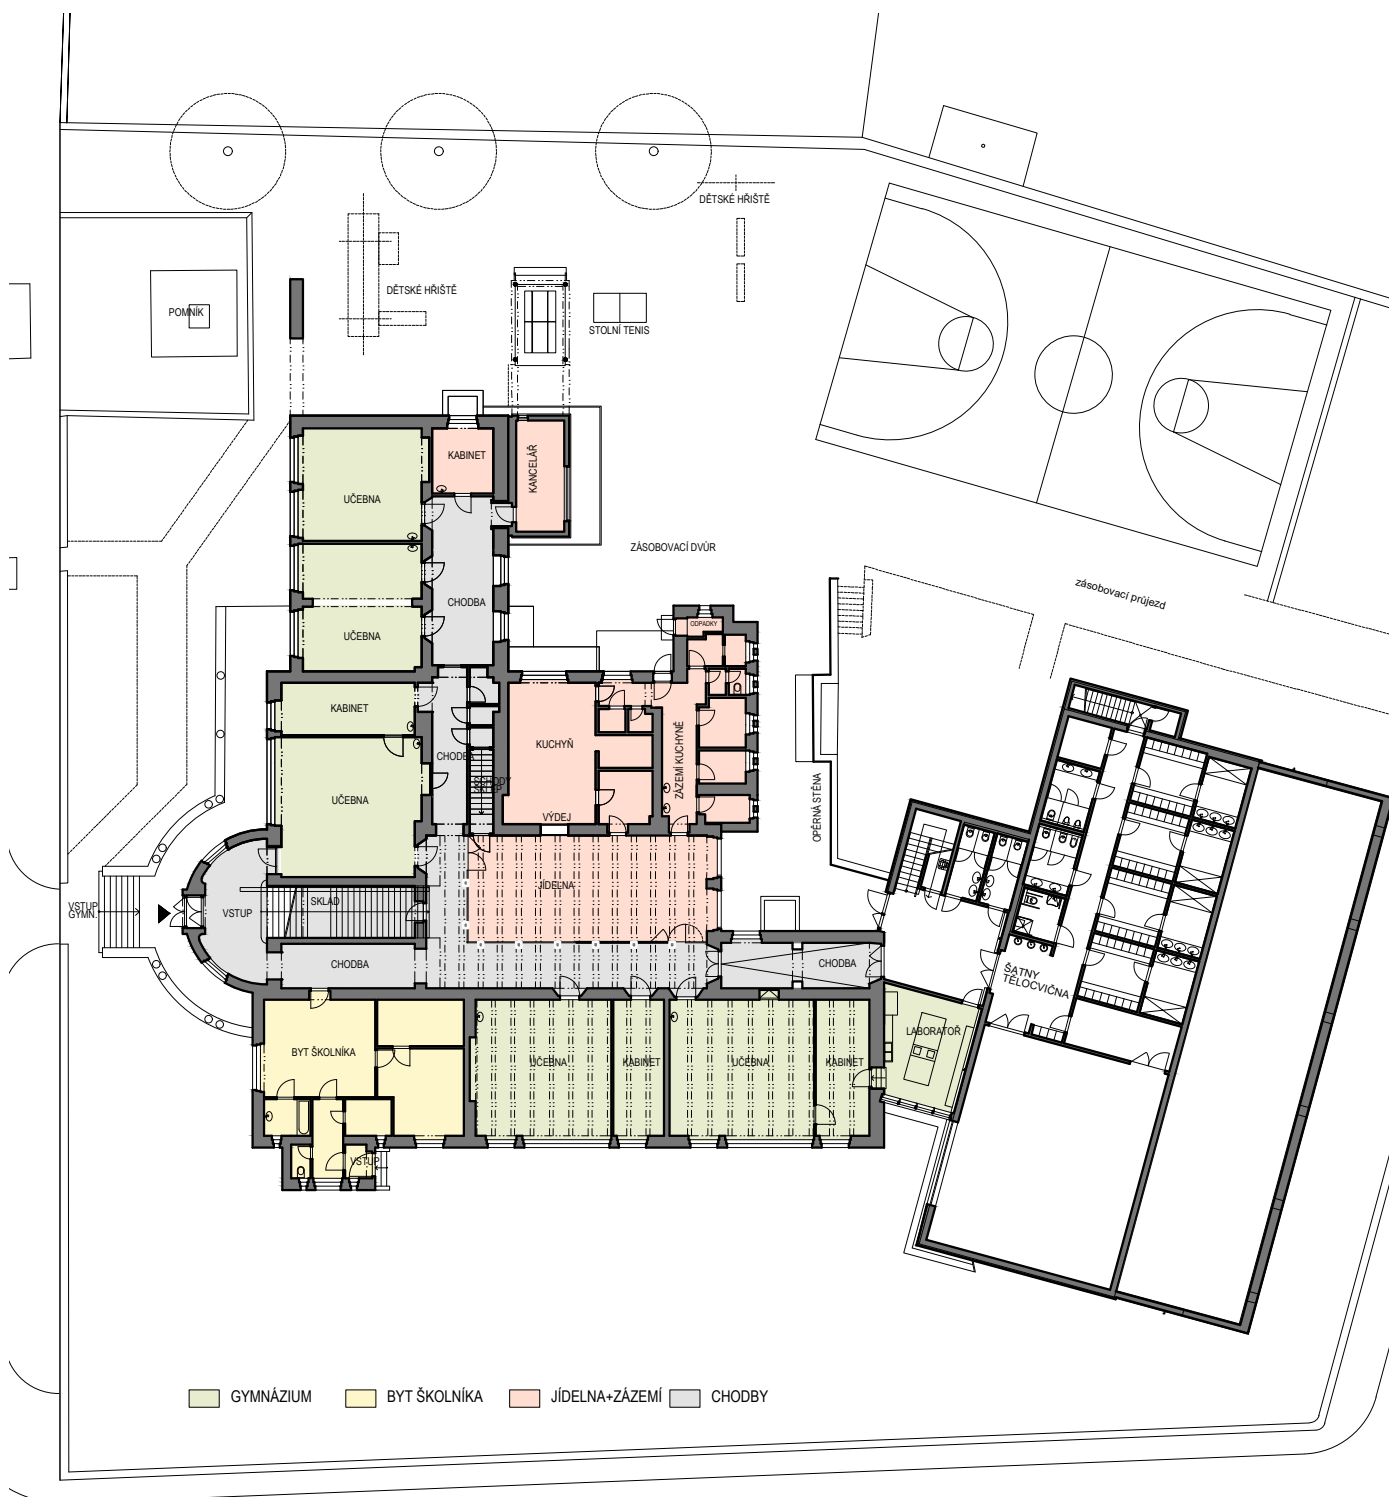 DĚTSKÉ HŘIŠTĚ
DĚTSKÉ HŘIŠTĚ
POMNÍK
STOLNÍ TENIS
KABINET
KANCELÁŘ
UČEBNA
ZÁSOBOVACÍ DVŮR
zásobovací průjezd
CHODBA
ODPADKY
UČEBNA
KABINET
KUCHYŇ
ZÁZEMÍ KUCHYNĚ
CHODBA
SCHODY
SKLEP
UČEBNA
VÝDEJ
OPĚRNÁ STĚNA
JÍDELNA
VSTUP
GYMN.
VSTUP
SKLAD
CHODBA
CHODBA
ŠATNY
TĚLOCVIČNA
BYT ŠKOLNÍKA
UČEBNA
KABINET
UČEBNA
KABINET
LABORATOŘ
VSTUP
GYMNÁZIUM
BYT ŠKOLNÍKA
JÍDELNA+ZÁZEMÍ
CHODBY